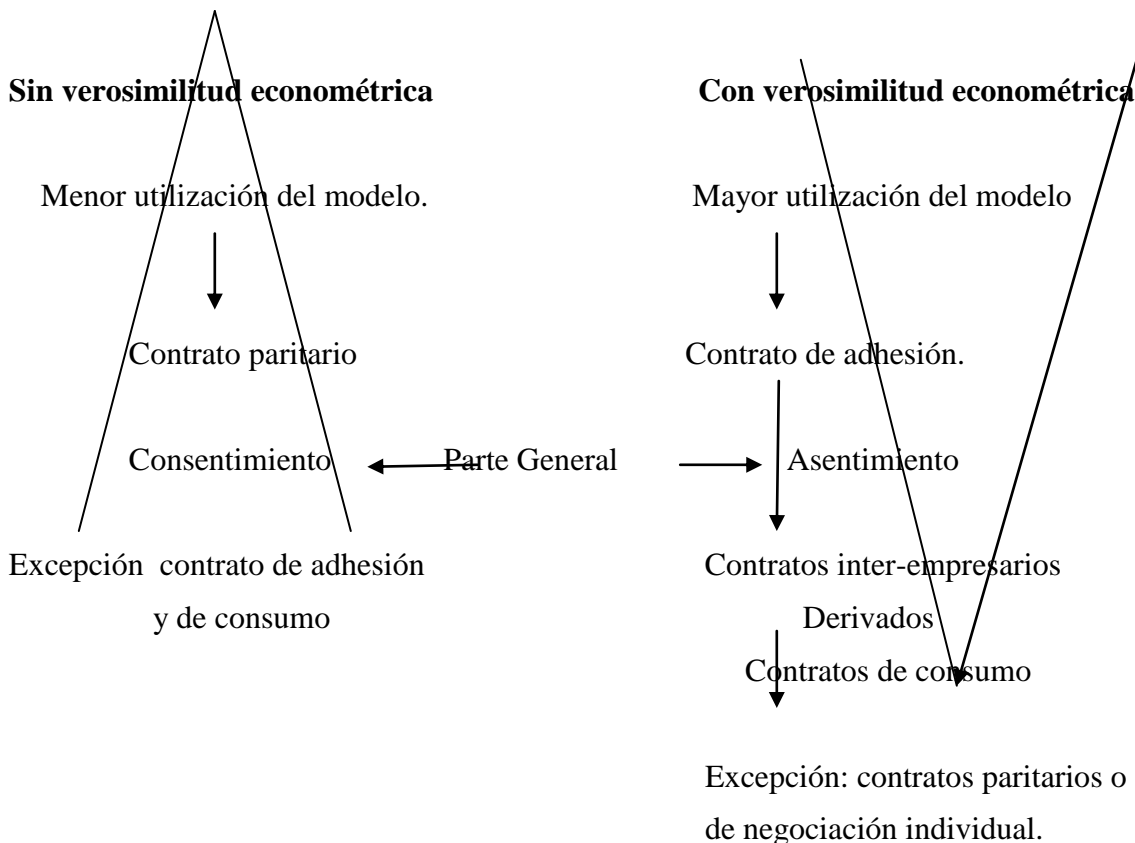 Sin verosimilitud econométrica
Con verosimilitud econométrica
Menor utilización del modelo.
Mayor utilización del modelo
Contrato paritario
Contrato de adhesión.
Consentimiento
Parte General
Asentimiento
Excepción contrato de adhesión
y de consumo
Contratos inter-empresarios
Derivados
Contratos de consumo
Excepción: contratos paritarios o
de negociación individual.